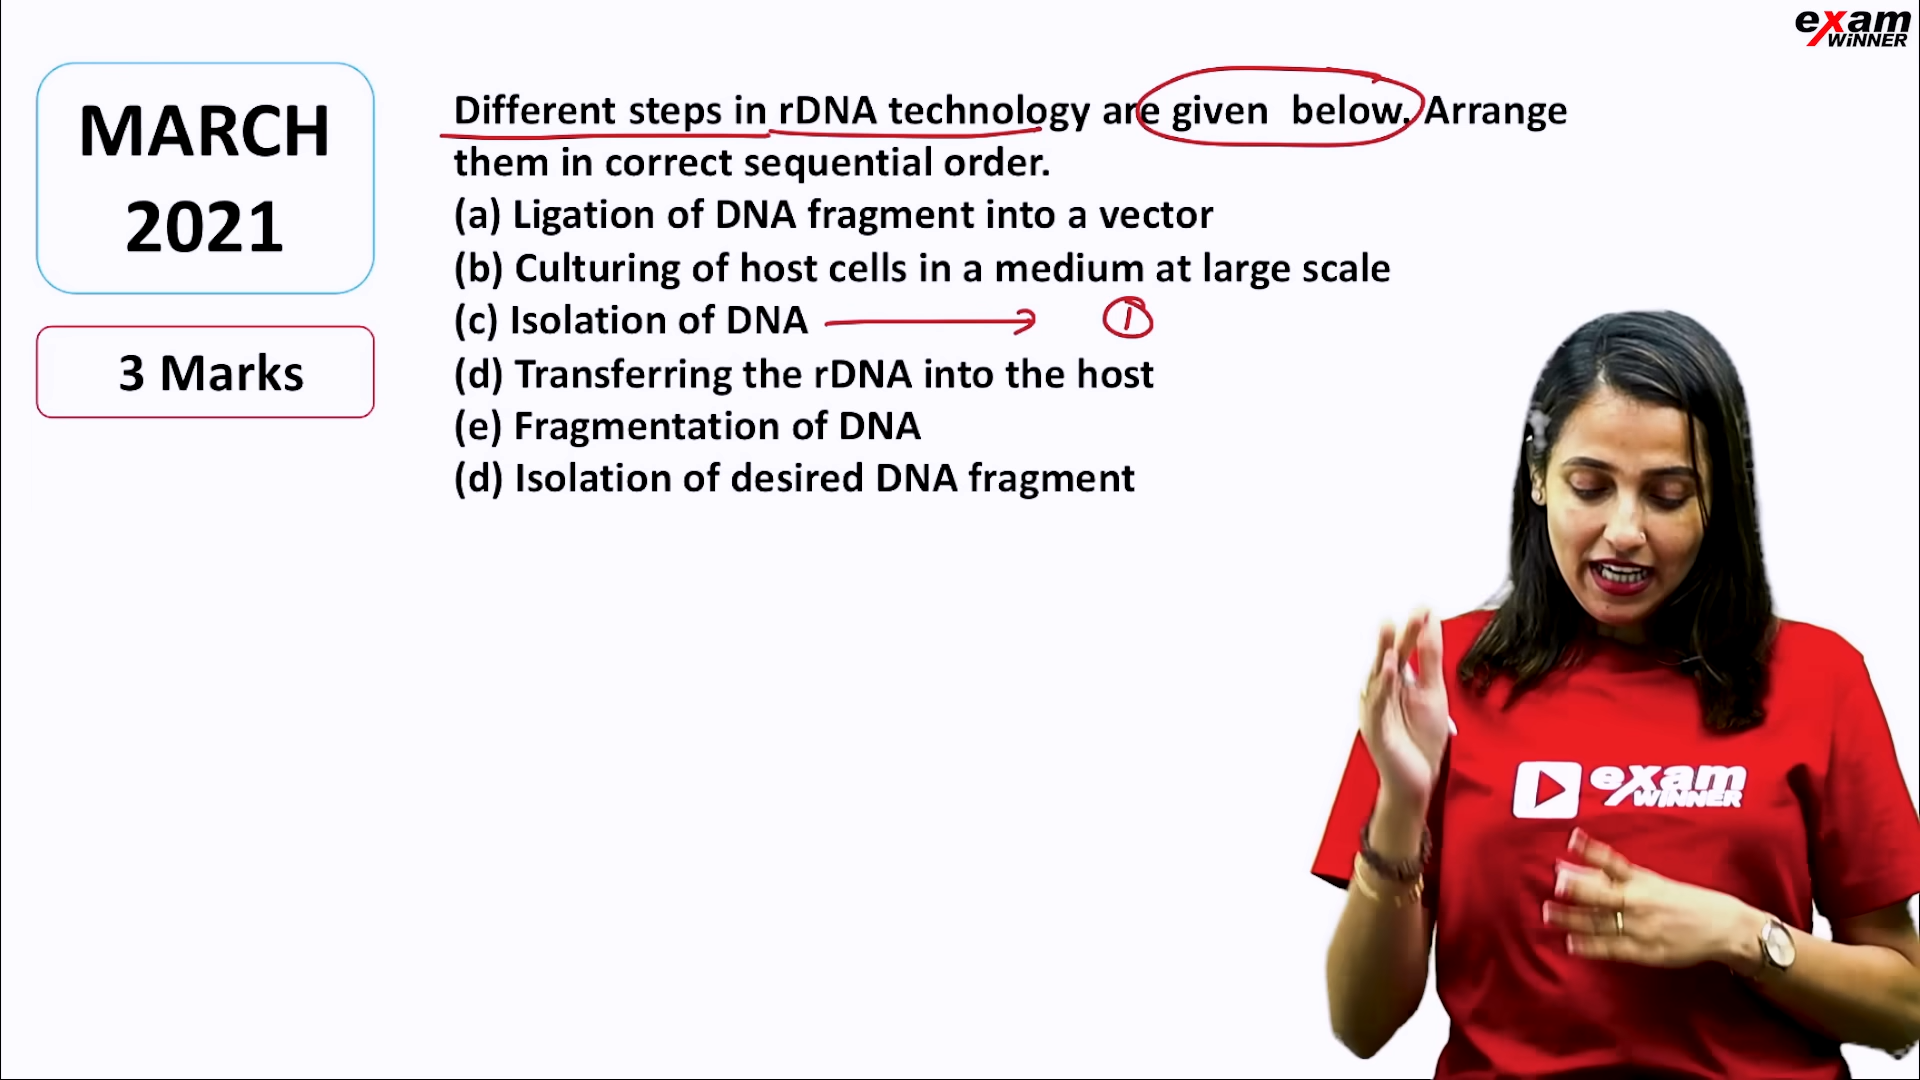 exam
WiNNER
MARCH
2021
3 Marks
Different steps in rDNA technology are given below. Arrange
them in correct sequential order.
(a) Ligation of DNA fragment into a vector
(b) Culturing of host cells in a medium at large scale
(c) Isolation of DNA → 1
(d) Transferring the rDNA into the host
(e) Fragmentation of DNA
(d) Isolation of desired DNA fragment
exam
WiNNER